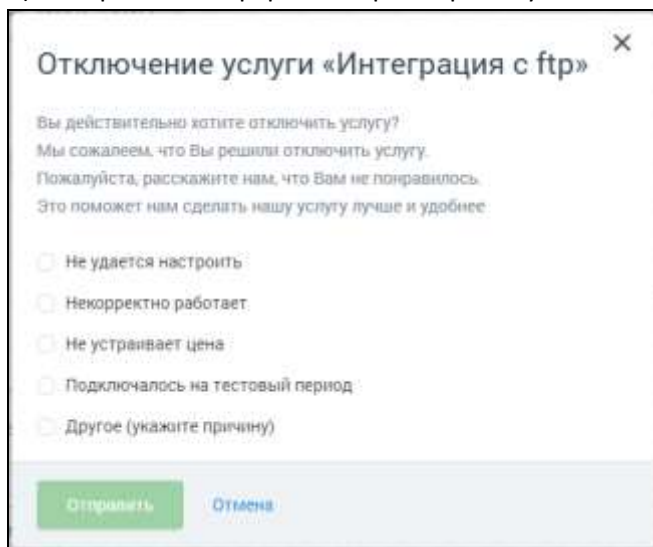 Отключение услуги «Интеграция с ftp»
Вы действительно хотите отключить услугу?
Мы сожалеем, что Вы решили отключить услугу.
Пожалуйста, расскажите нам, что Вам не понравилось.
Это поможет нам сделать нашу услугу лучше и удобнее
Не удается настроить
Некорректно работает
Не устраивает цена
Подключалось на тестовый период
Другое (укажите причину)
Отправить Отмена